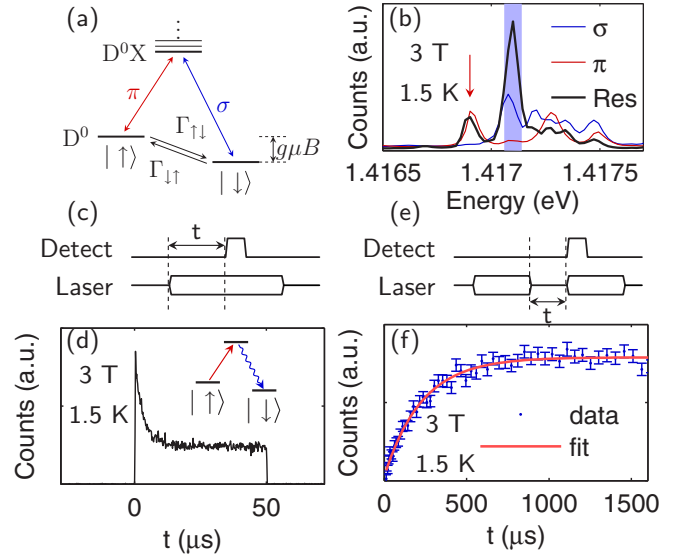 (a)
⋮
D⁰X
π
σ
D⁰
Γ↑↓
Γ↓↑
gμB
|↑⟩
|↓⟩
(b)
Counts (a.u.)
3 T
1.5 K
σ
π
Res
1.4165 1.417 1.4175
Energy (eV)
(c)
Detect
t
Laser
(d)
Counts (a.u.)
3 T
1.5 K
|↑⟩
|↓⟩
0 50
t (μs)
(e)
Detect
Laser
t
(f)
Counts (a.u.)
3 T
1.5 K
data
fit
0 500 1000 1500
t (μs)